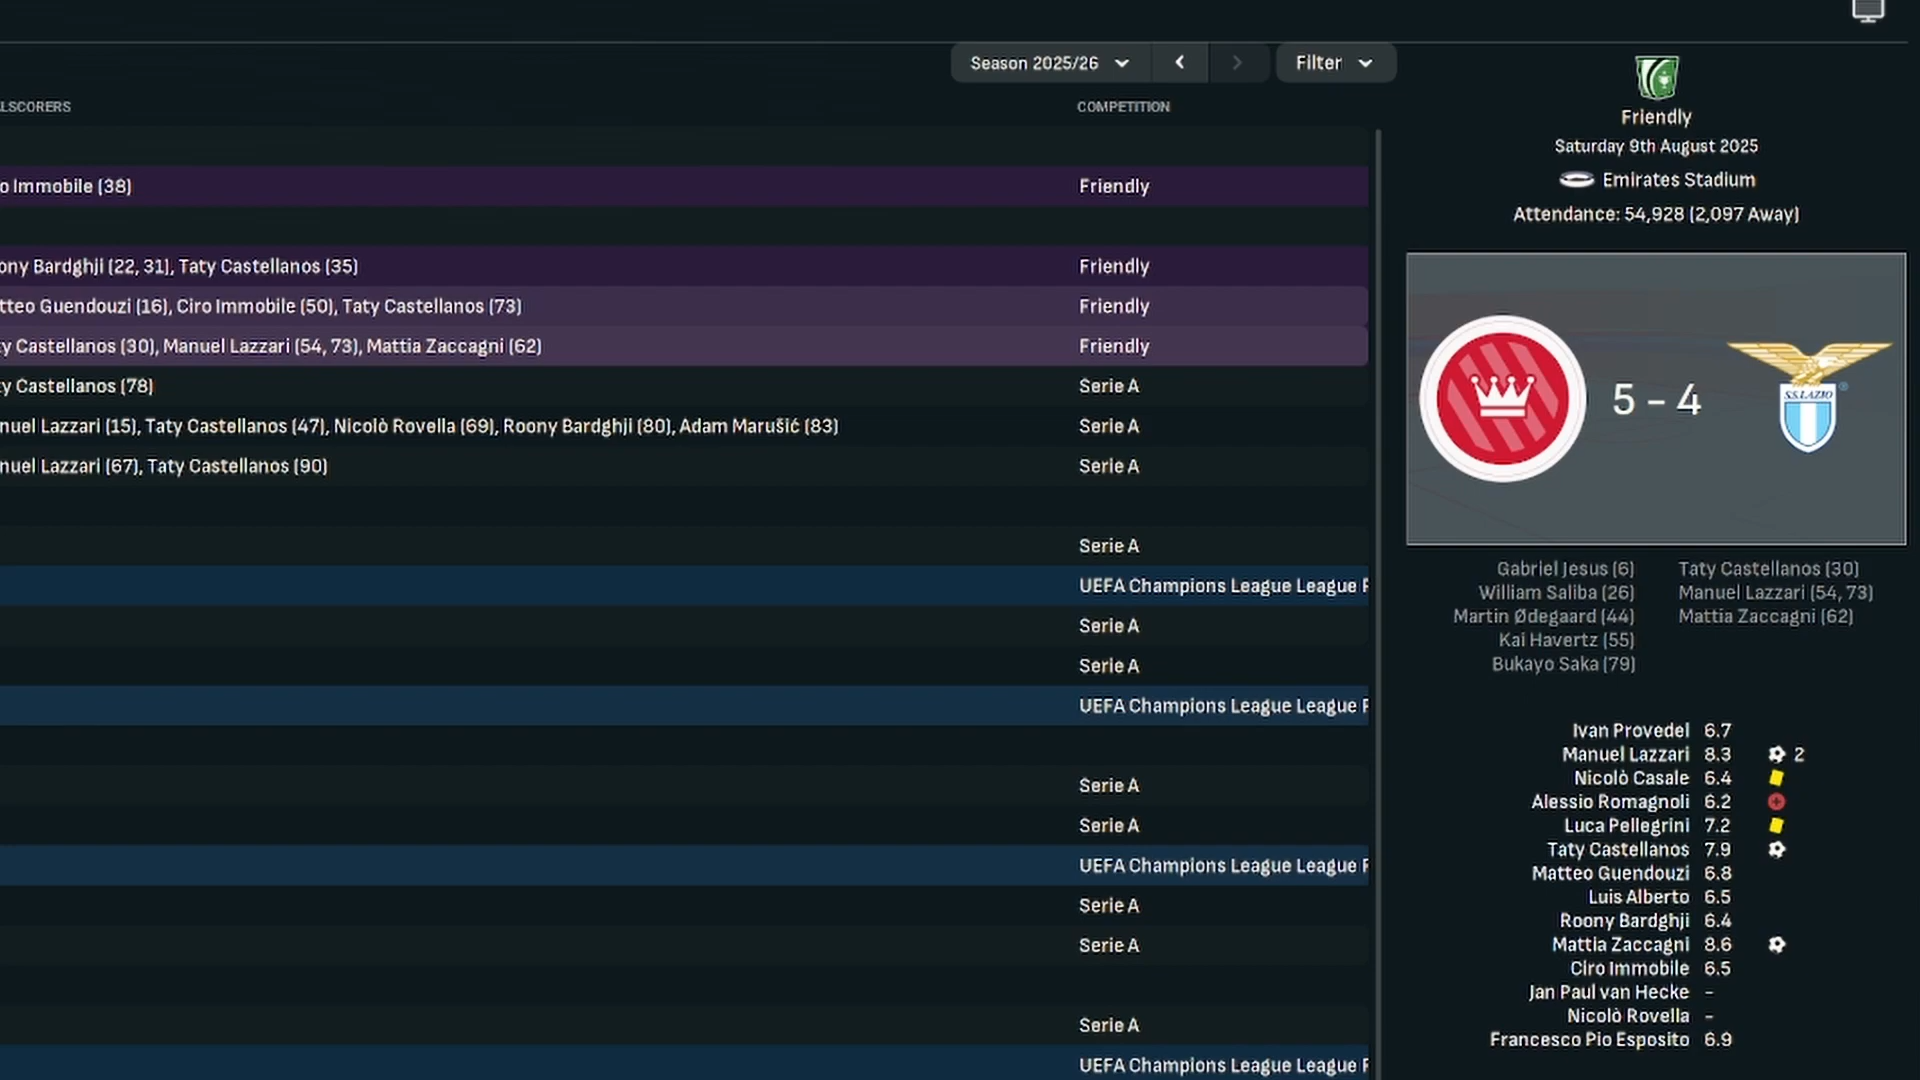 Season 2025/26
Filter
LSCORERS
COMPETITION
o Immobile (38)
Friendly
ony Bardghji (22, 31), Taty Castellanos (35)
Friendly
tteo Guendouzi (16), Ciro Immobile (50), Taty Castellanos (73)
Friendly
y Castellanos (30), Manuel Lazzari (54, 73), Mattia Zaccagni (62)
Friendly
y Castellanos (78)
Serie A
nuel Lazzari (15), Taty Castellanos (47), Nicolò Rovella (69), Roony Bardghji (80), Adam Marušić (83)
Serie A
nuel Lazzari (67), Taty Castellanos (90)
Serie A
Serie A
UEFA Champions League League P
Serie A
Serie A
UEFA Champions League League P
Serie A
Serie A
UEFA Champions League League P
Serie A
Serie A
Serie A
UEFA Champions League League P
Friendly
Saturday 9th August 2025
Emirates Stadium
Attendance: 54,928 (2,097 Away)
5 - 4
S.S.LAZIO
Gabriel Jesus (6)
William Saliba (26)
Martin Ødegaard (44)
Kai Havertz (55)
Bukayo Saka (79)
Taty Castellanos (30)
Manuel Lazzari (54, 73)
Mattia Zaccagni (62)
Ivan Provedel 6.7
Manuel Lazzari 8.3 2
Nicolò Casale 6.4
Alessio Romagnoli 6.2
Luca Pellegrini 7.2
Taty Castellanos 7.9
Matteo Guendouzi 6.8
Luis Alberto 6.5
Roony Bardghji 6.4
Mattia Zaccagni 8.6
Ciro Immobile 6.5
Jan Paul van Hecke -
Nicolò Rovella -
Francesco Pio Esposito 6.9